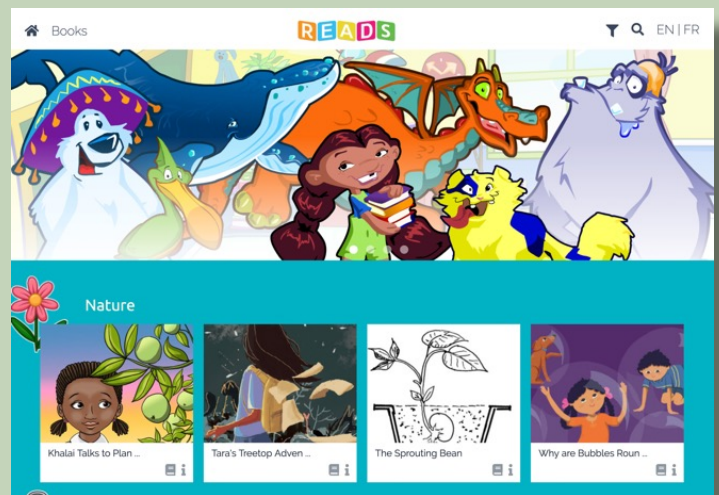 Books
READS
EN | FR
Nature
Khalai Talks to Plan ...
Tara's Treetop Adven ...
The Sprouting Bean
Why are Bubbles Roun ...